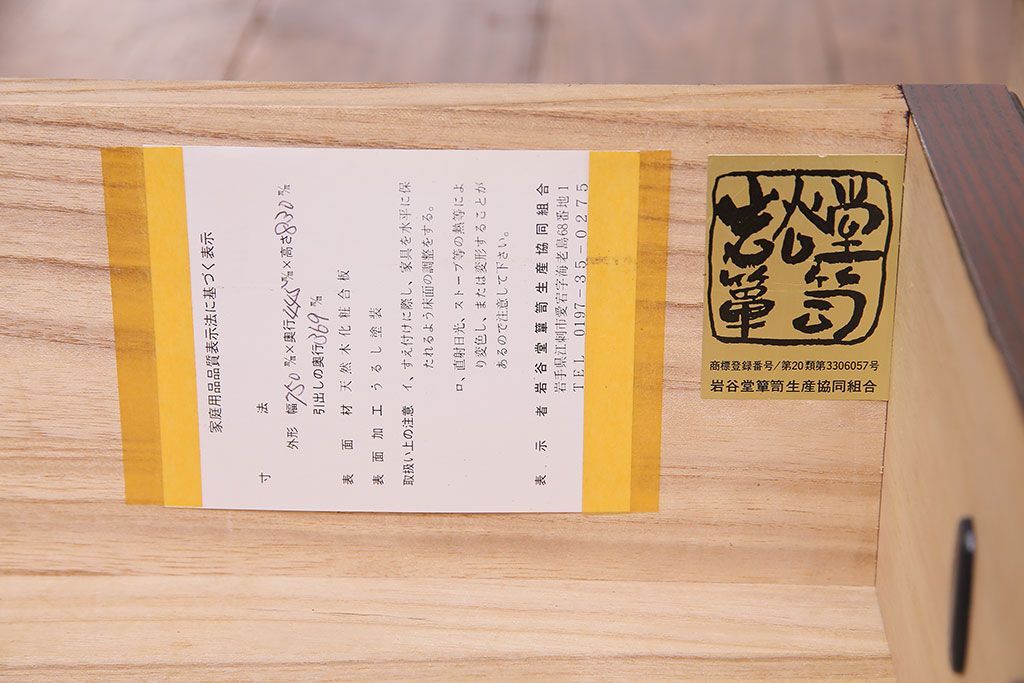 家庭用品品質表示法に基づく表示
寸法
外形 幅750㎜×奥行445㎜×高さ830㎜
引出しの奥行369㎜
表面材 天然木化粧合板
表面加工 うるし塗装
取扱い上の注意 イ、すえ付けに際し、家具を水平に保
たれるよう床面の調整をする。
ロ、直射日光、スープ等の熱等によ
り変色し、または変形することが
あるので注意して下さい。
表示者 岩谷堂簞笥生産協同組合
岩手県江刺市愛宕字海老島68番地1
TEL 0197-35-0275
岩谷堂
簞笥
商標登録番号/第20類第3306057号
岩谷堂簞笥生産協同組合